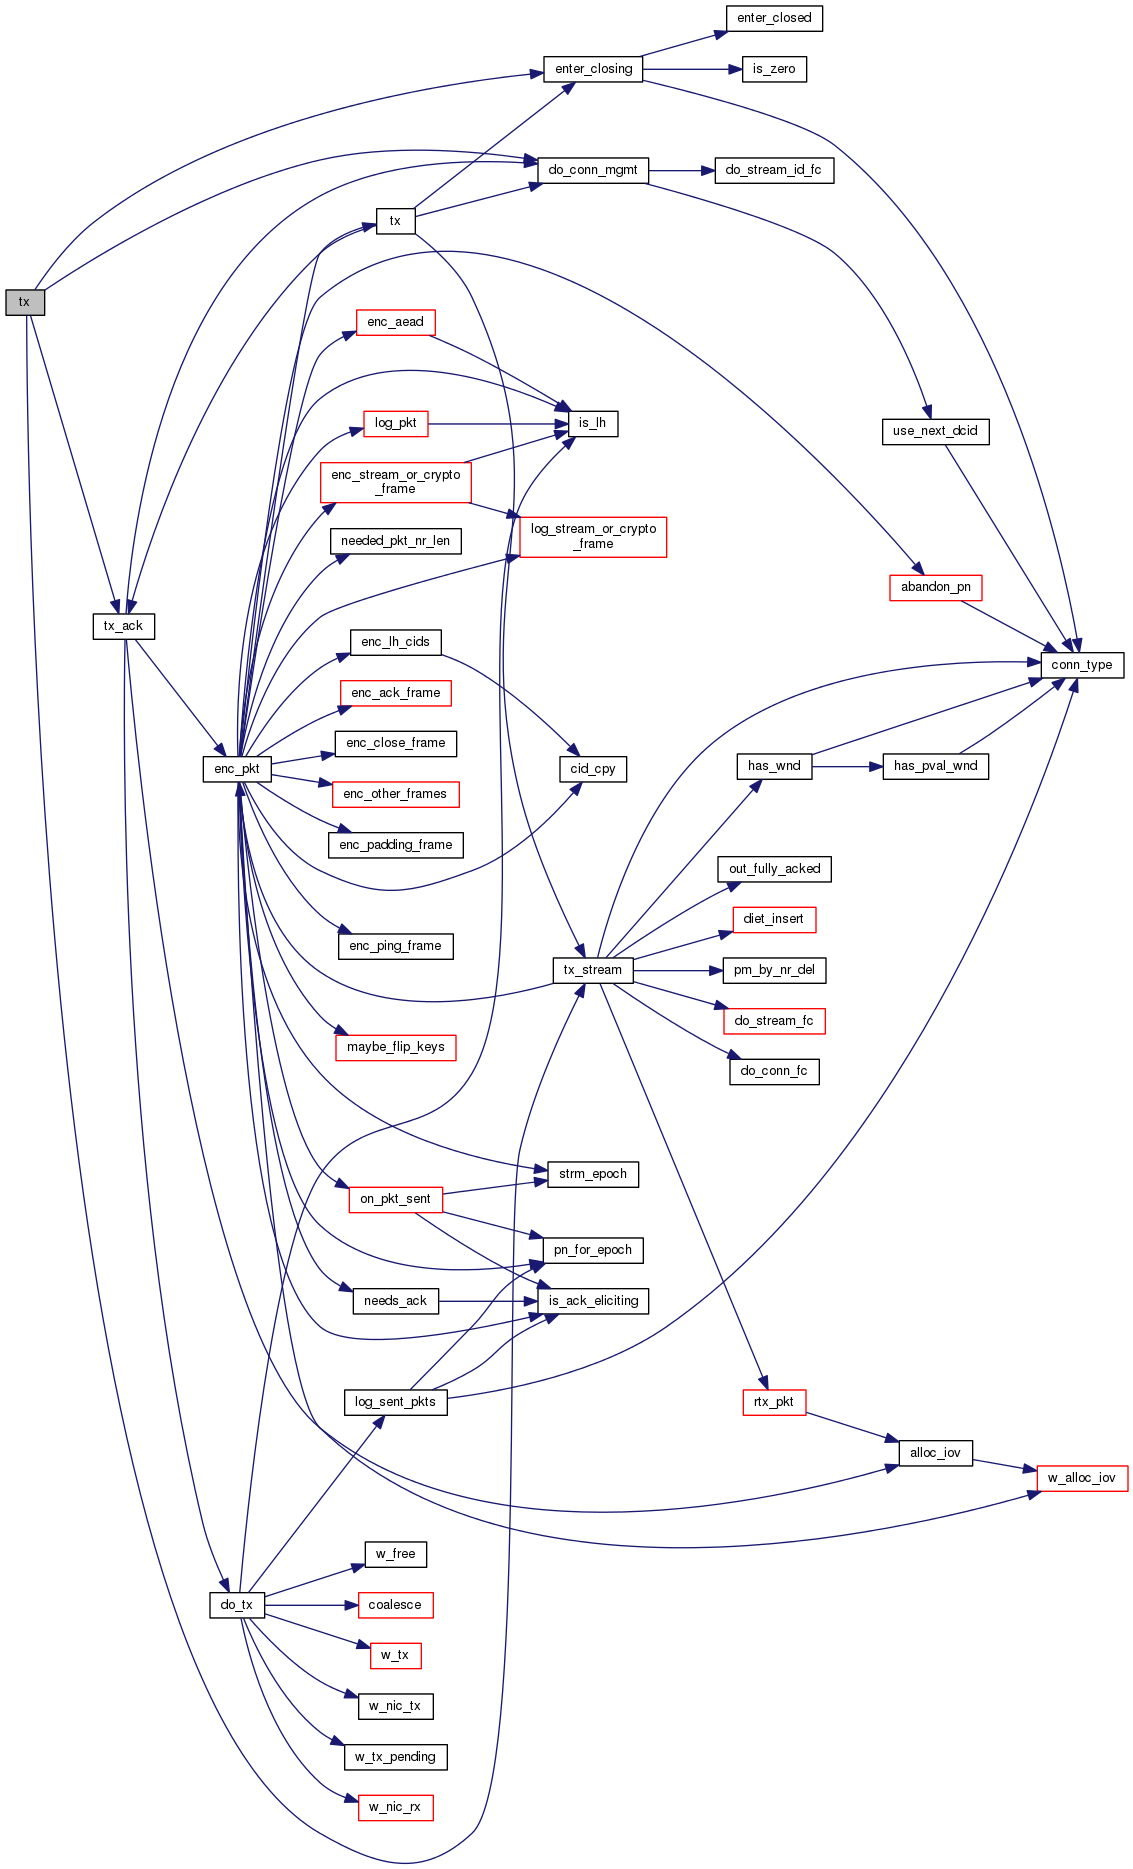 enter_closed
enter_closing
is_zero
do_conn_mgmt
do_stream_id_fc
tx
tx
enc_aead
log_pkt
is_lh
use_next_dcid
enc_stream_or_crypto
_frame
needed_pkt_nr_len
log_stream_or_crypto
_frame
abandon_pn
tx_ack
enc_lh_cids
conn_type
enc_ack_frame
enc_close_frame
enc_pkt
cid_cpy
has_wnd
has_pval_wnd
enc_other_frames
enc_padding_frame
out_fully_acked
diet_insert
enc_ping_frame
tx_stream
pm_by_nr_del
do_stream_fc
maybe_flip_keys
do_conn_fc
strm_epoch
on_pkt_sent
pn_for_epoch
needs_ack
is_ack_eliciting
log_sent_pkts
rtx_pkt
alloc_iov
w_alloc_iov
w_free
do_tx
coalesce
w_tx
w_nic_tx
w_tx_pending
w_nic_rx